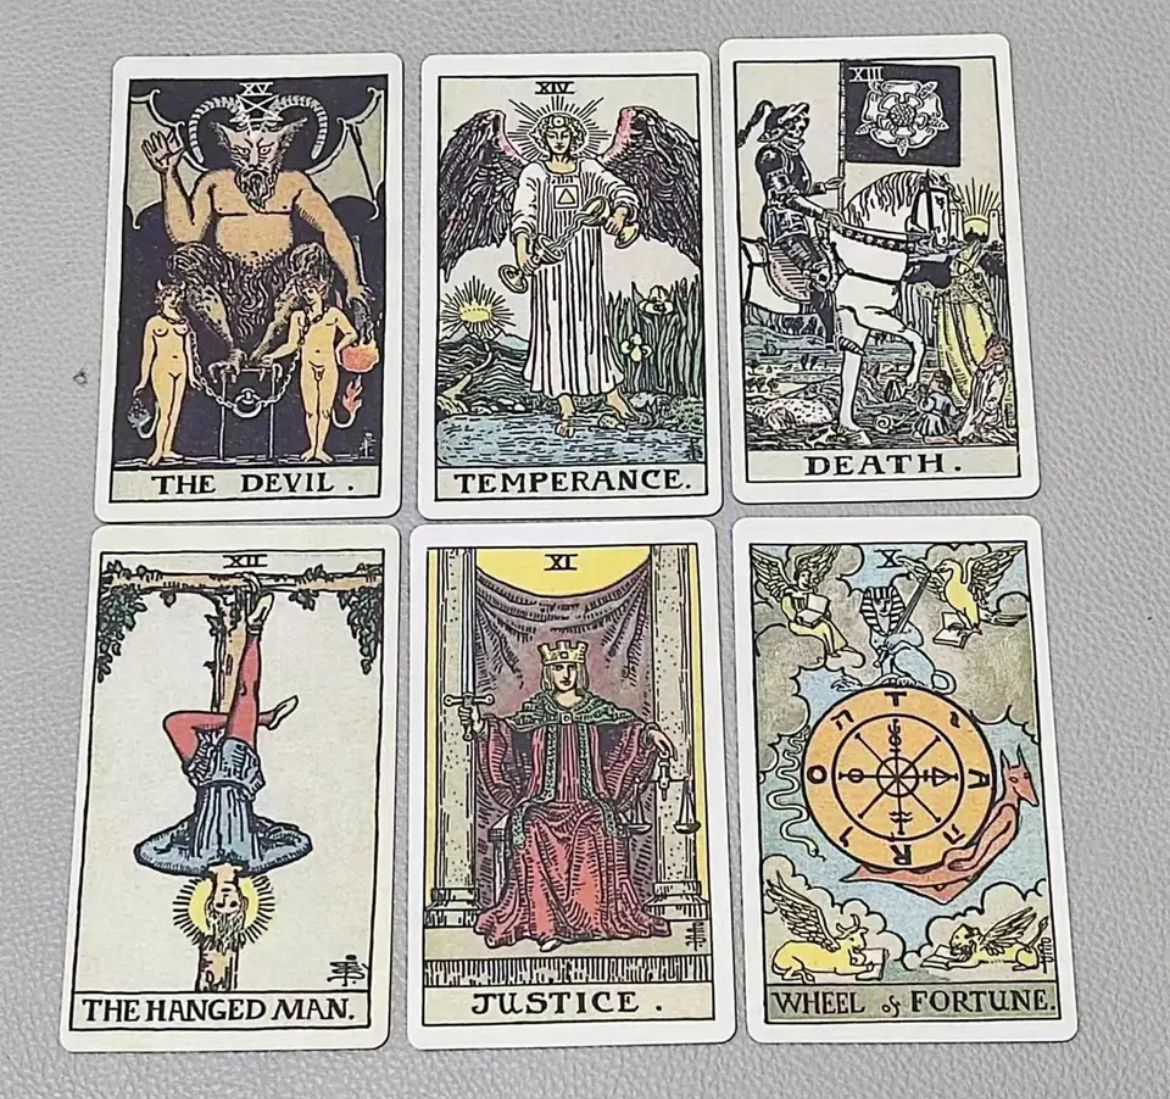 XV
THE DEVIL.
XIV
TEMPERANCE.
XIII
DEATH.
XII
THE HANGED MAN.
XI
JUSTICE.
X
T
A
R
O
WHEEL of FORTUNE.